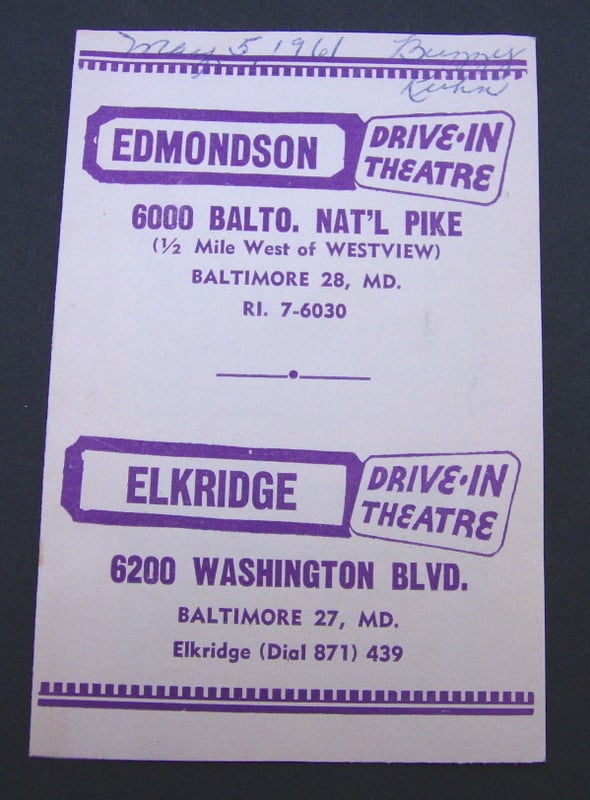 May 5, 1961 Buzzy
Kuhn
EDMONDSON DRIVE-IN
THEATRE
6000 BALTO. NAT'L PIKE
(½ Mile West of WESTVIEW)
BALTIMORE 28, MD.
RI. 7-6030
ELKRIDGE DRIVE-IN
THEATRE
6200 WASHINGTON BLVD.
BALTIMORE 27, MD.
Elkridge (Dial 871) 439